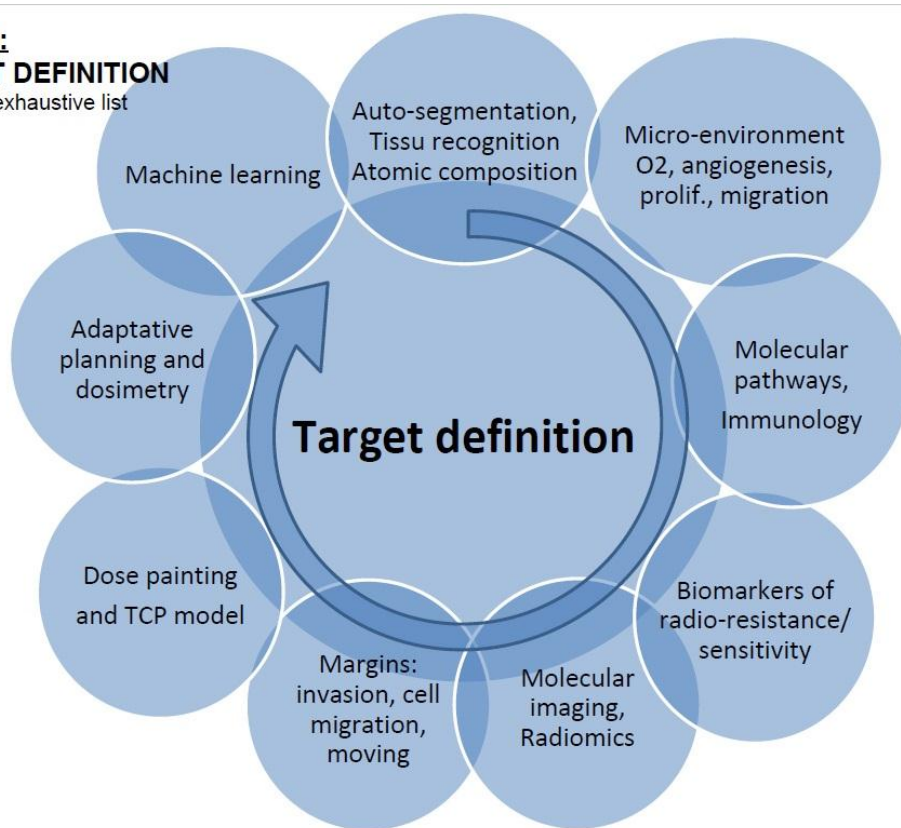 :
T DEFINITION
exhaustive list
Auto-segmentation,
Tissu recognition
Atomic composition
Micro-environment
O2, angiogenesis,
prolif., migration
Molecular
pathways,
Immunology
Biomarkers of
radio-resistance/
sensitivity
Molecular
imaging,
Radiomics
Margins:
invasion, cell
migration,
moving
Dose painting
and TCP model
Adaptative
planning and
dosimetry
Machine learning
Target definition